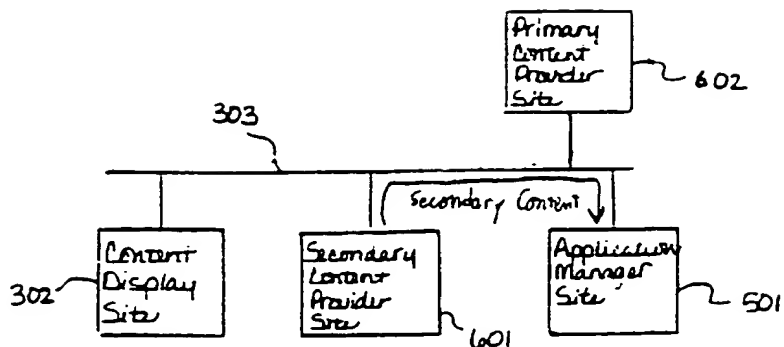 Primary
Content
Provider
Site
602
303
Secondary Content
Content
Display
Site
302
Secondary
Content
Provider
Site
601
Application
Manager
Site
501